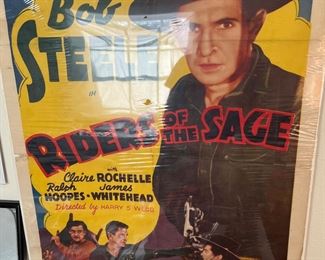 BOB
STEELE
IN
RIDERS OF THE SAGE
with
Claire ROCHELLE
Ralph James
HOOPES - WHITEHEAD
Directed by HARRY S. WEBB